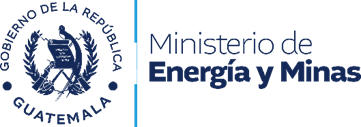 GOBIERNO DE LA REPÚBLICA
GUATEMALA
Ministerio de
Energía y Minas